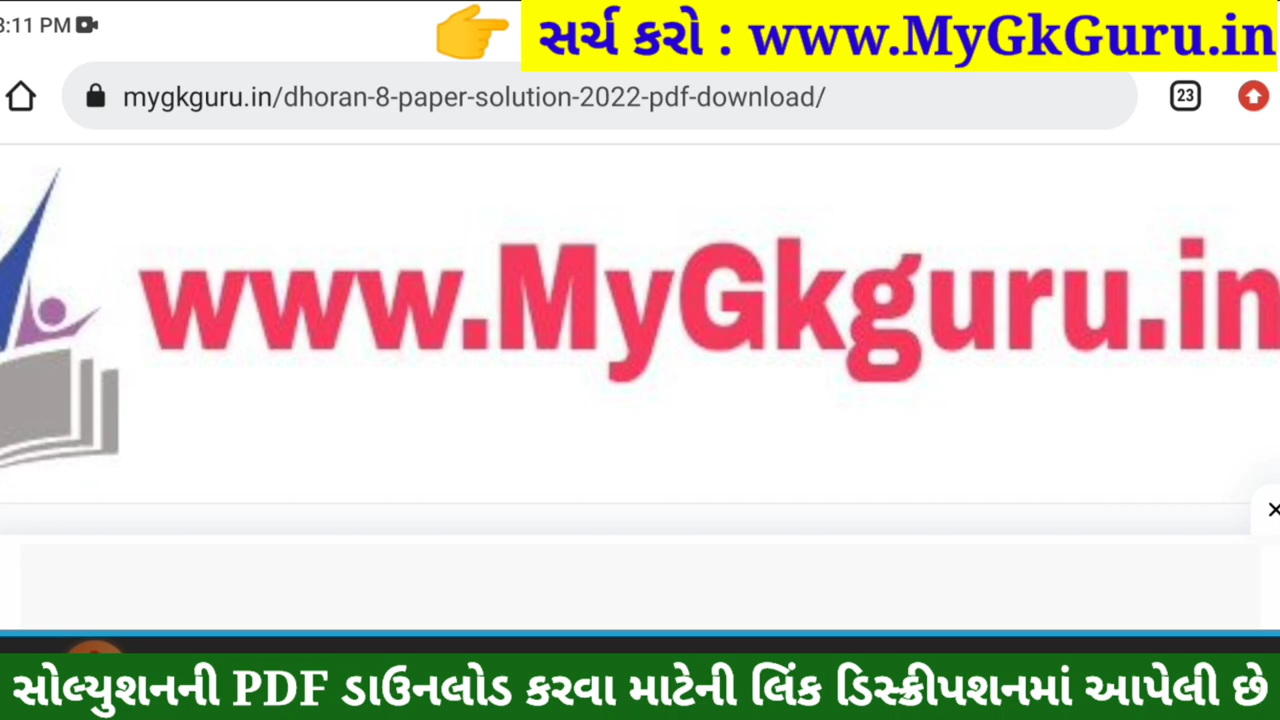 સર્ચ કરો : www.MyGkGuru.in
:11 PM
mygkguru.in/dhoran-8-paper-solution-2022-pdf-download/
23
www.MyGkguru.in
સોલ્યુશનની PDF ડાઉનલોડ કરવા માટેની લિંક ડિસ્ક્રીપશનમાં આપેલી છે